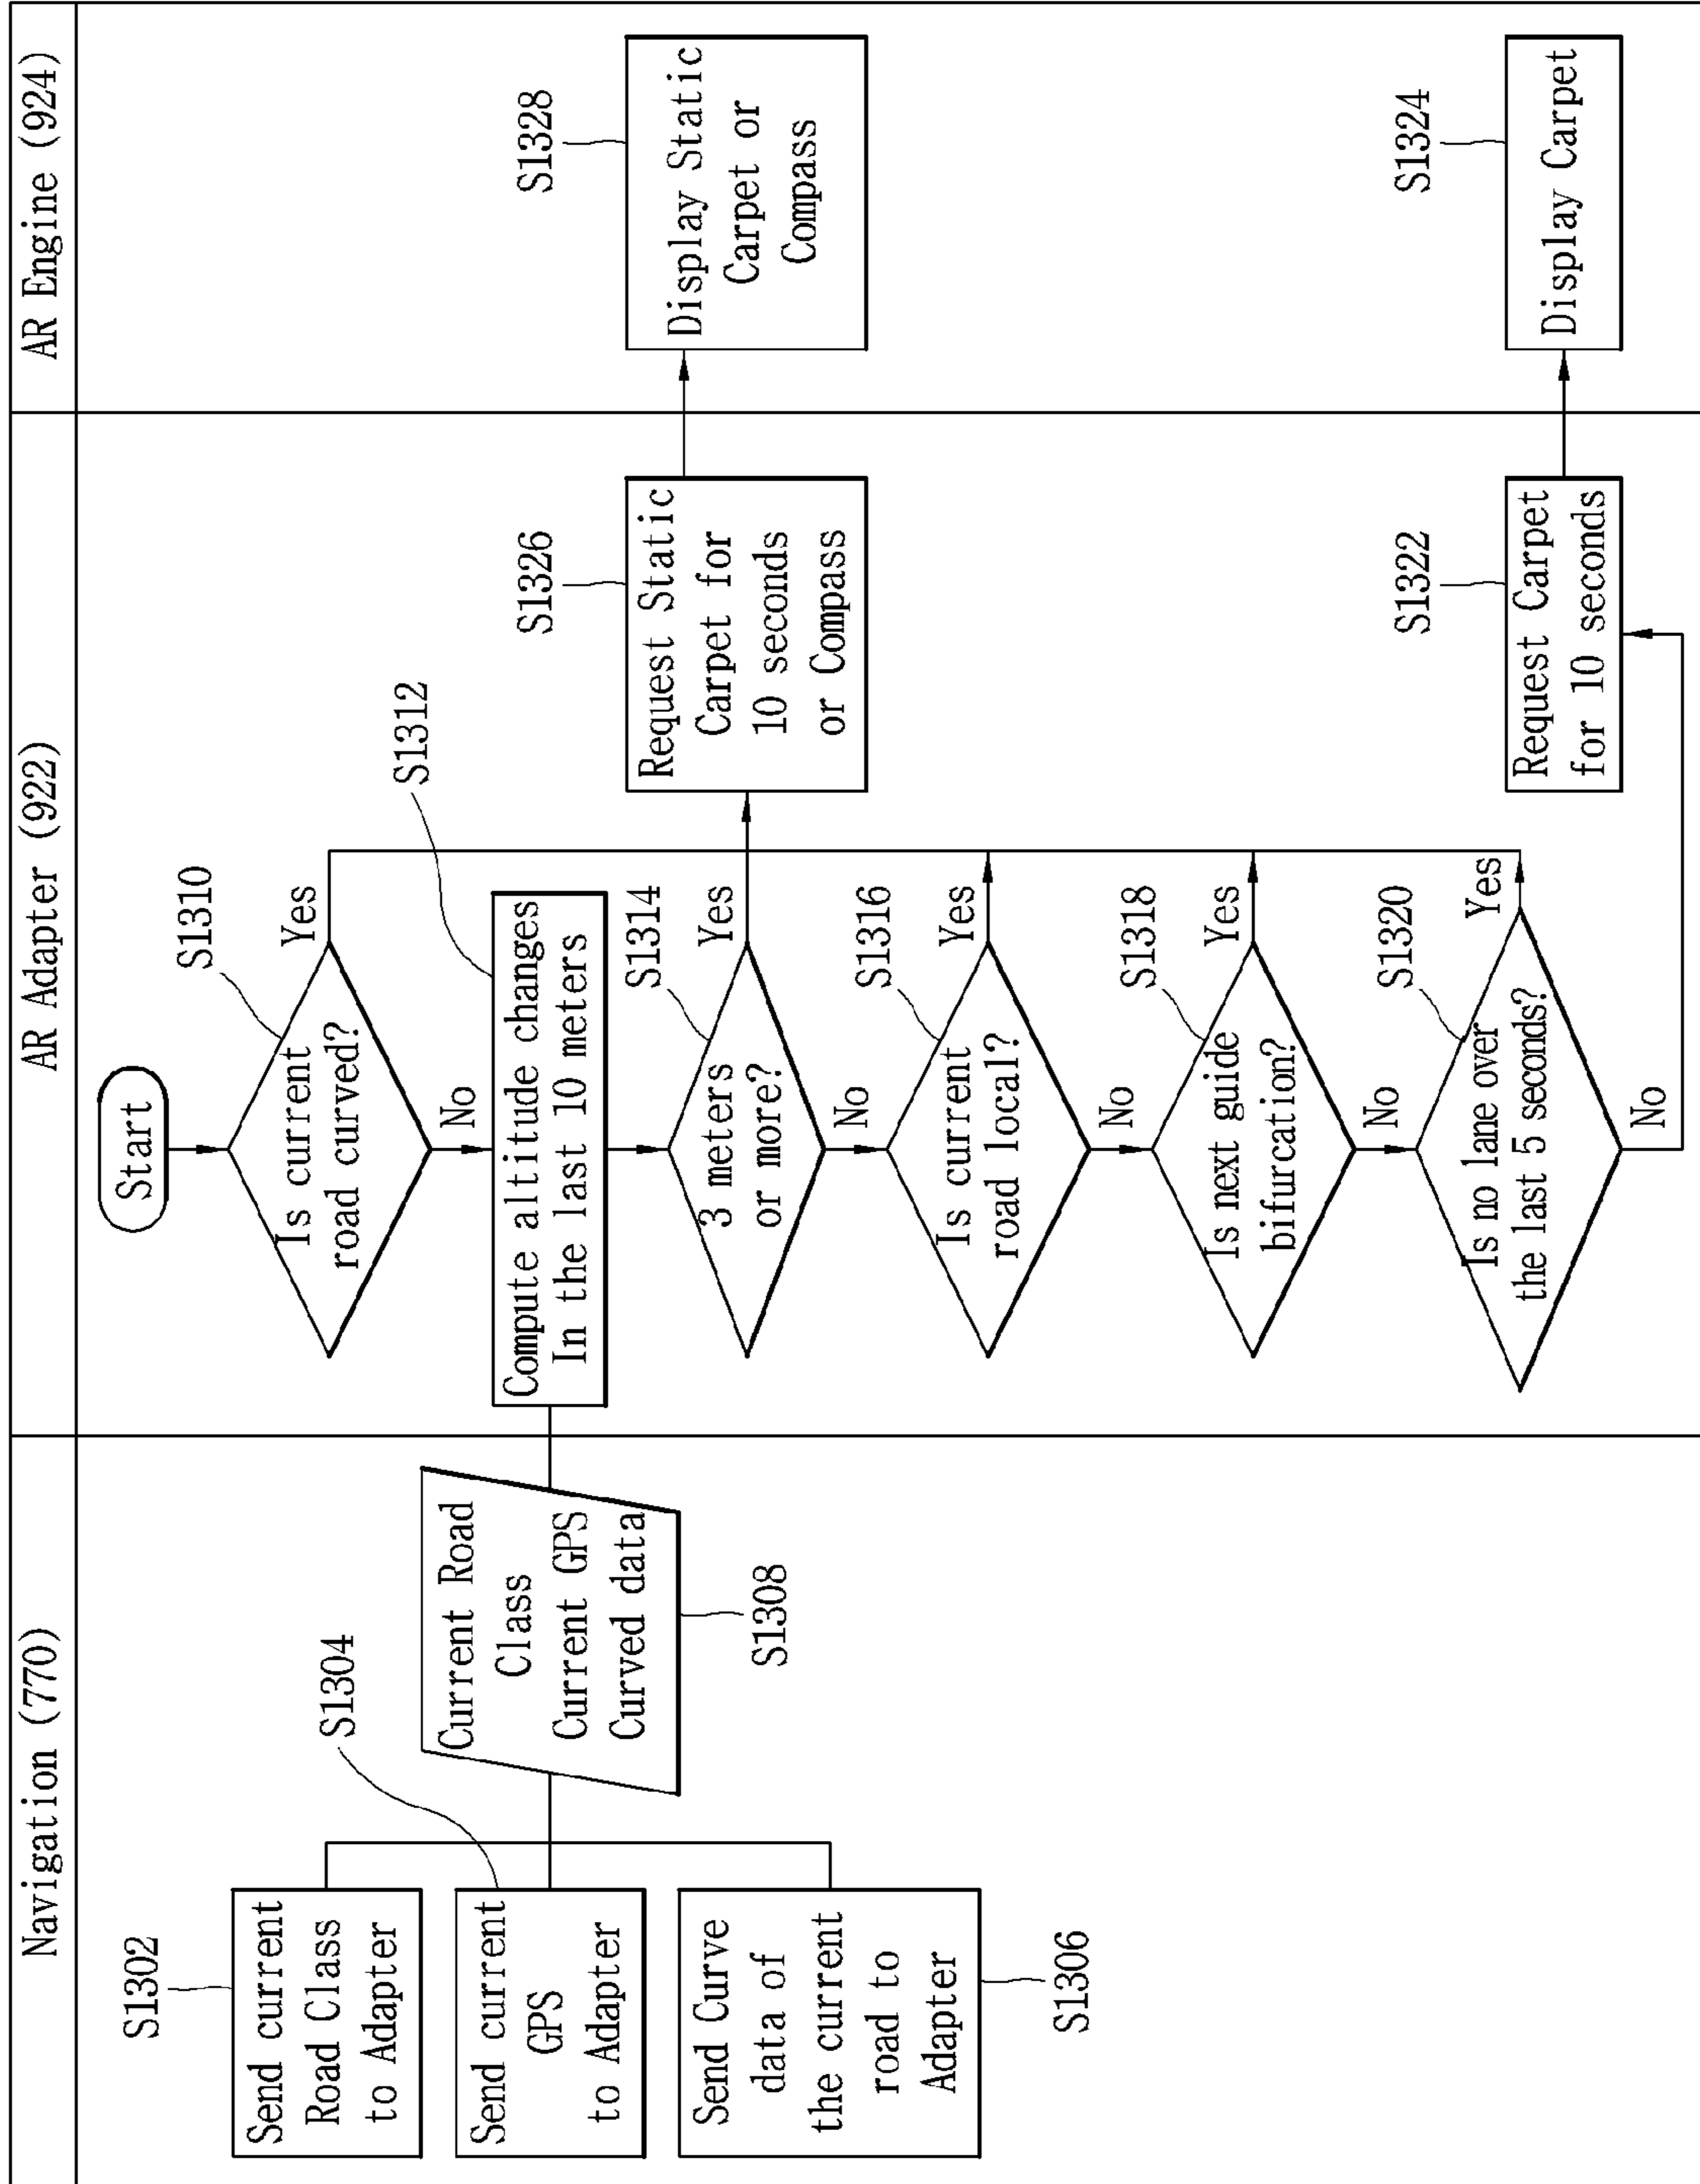 Navigation (770)
AR Adapter (922)
AR Engine (924)
S1302
Send current
Road Class
to Adapter
S1304
Send current
GPS
to Adapter
Send Curve
data of
the current
road to
Adapter
S1306
Current Road
Class
Current GPS
Curved data
S1308
Start
S1310
Is current
road curved?
Yes
No
S1312
Compute altitude changes
In the last 10 meters
S1314
3 meters
or more?
Yes
No
S1316
Is current
road local?
Yes
No
S1318
Is next guide
bifurcation?
Yes
No
S1320
Is no lane over
the last 5 seconds?
Yes
No
S1326
Request Static
Carpet for
10 seconds
or Compass
S1322
Request Carpet
for 10 seconds
S1328
Display Static
Carpet or
Compass
S1324
Display Carpet